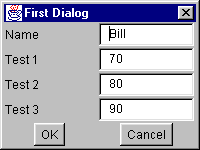 First Dialog
Name Bill
Test 1 70
Test 2 80
Test 3 90
OK Cancel